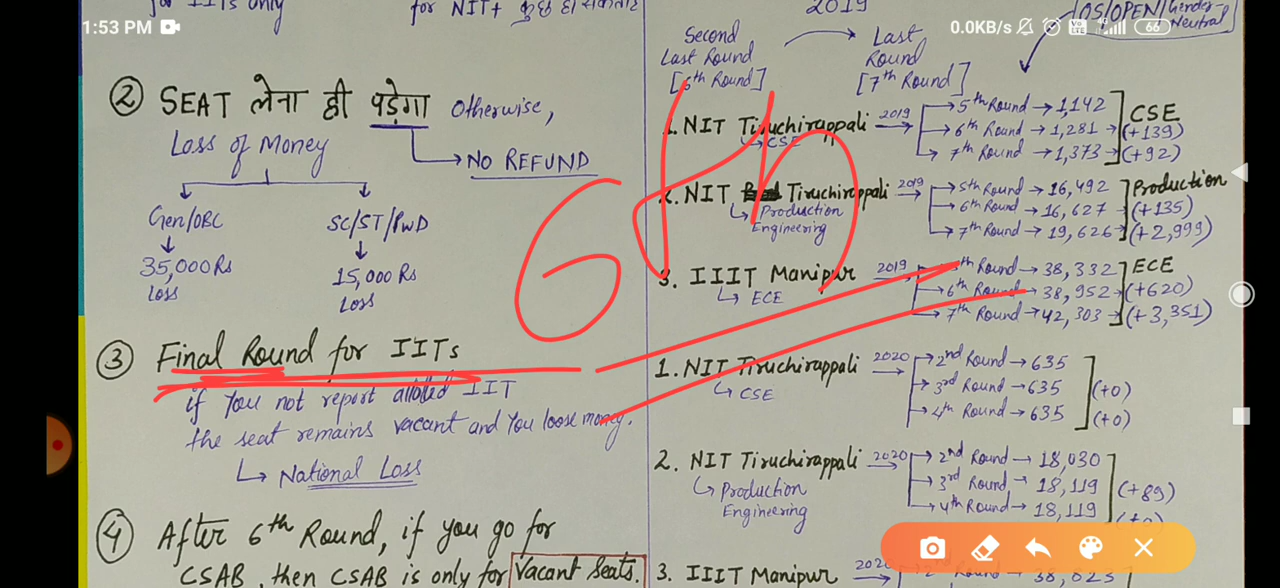 1:53 PM
0.0KB/s
66
for IITs only
for NIT+ कुछ हो सकता है
② SEAT लेना ही पड़ेगा otherwise,
Loss of Money
NO REFUND
Gen/OBC
SC/ST/PwD
35,000Rs
Loss
15,000 Rs
Loss
③ Final Round for IITs
if you not report allotted IIT
the seat remains vacant and you loose money.
National Loss
④ After 6th Round, if you go for
CSAB, then CSAB is only for Vacant Seats.
2019
OS/OPEN/Gender
Neutral
Second
Last Round
[6th Round]
Last
Round
[7th Round]
1. NIT Tiruchirappali 2019
CSE
5th Round → 1,142
6th Round → 1,281 → (+139)
7th Round → 1,373 → (+92)
CSE
2. NIT Tiruchirappali 2019
Production
Engineering
5th Round → 16,492
6th Round → 16,627 → (+135)
7th Round → 19,626 → (+2,999)
Production
3. IIIT Manipur 2019
ECE
5th Round → 38,332
6th Round → 38,952 → (+620)
7th Round → 42,303 → (+3,351)
ECE
6th
1. NIT Tiruchirappali 2020
CSE
2nd Round → 635
3rd Round → 635 (+0)
4th Round → 635 (+0)
2. NIT Tiruchirappali 2020
Production
Engineering
2nd Round → 18,030
3rd Round → 18,119 (+89)
4th Round → 18,119
3. IIIT Manipur 2020